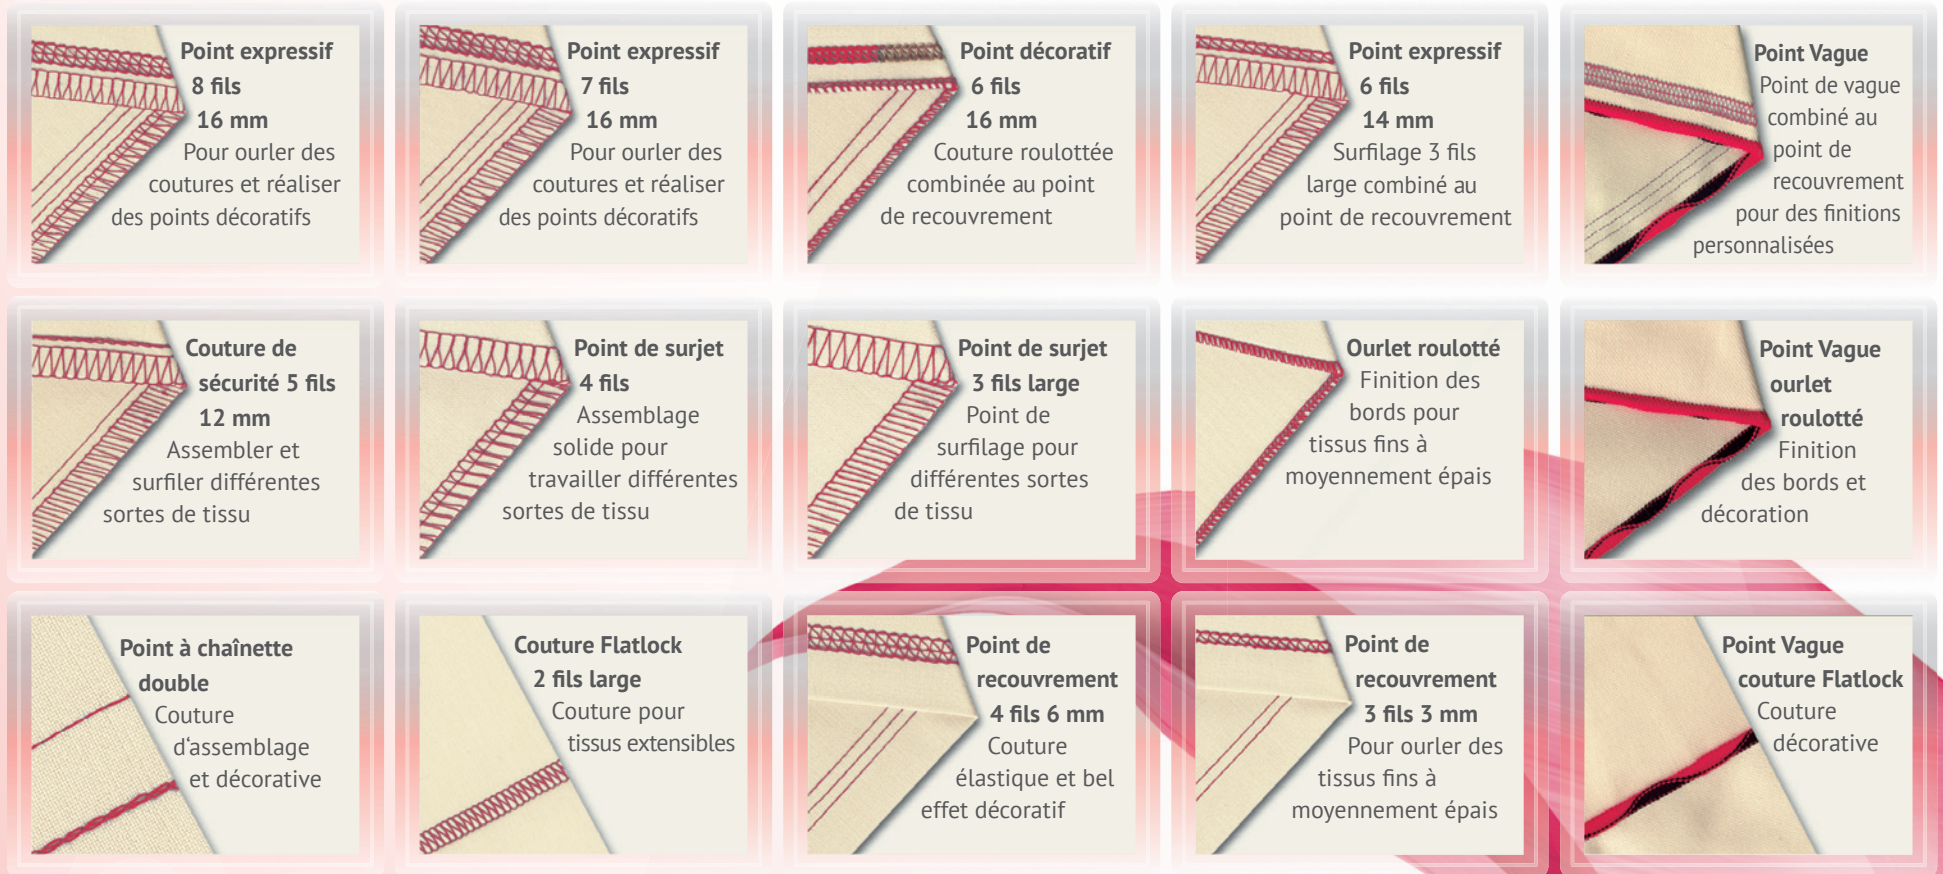 Point expressif
8 fils
16 mm
Pour ourler des
coutures et réaliser
des points décoratifs
Point expressif
7 fils
16 mm
Pour ourler des
coutures et réaliser
des points décoratifs
Point décoratif
6 fils
16 mm
Couture roulottée
combinée au point
de recouvrement
Point expressif
6 fils
14 mm
Surfilage 3 fils
large combiné au
point de recouvrement
Point Vague
Point de vague
combiné au
point de
recouvrement
pour des finitions
personnalisées
Couture de
sécurité 5 fils
12 mm
Assembler et
surfiler différentes
sortes de tissu
Point de surjet
4 fils
Assemblage
solide pour
travailler différentes
sortes de tissu
Point de surjet
3 fils large
Point de
surfilage pour
différentes sortes
de tissu
Ourlet roulotté
Finition des
bords pour
tissus fins à
moyennement épais
Point Vague
ourlet
roulotté
Finition
des bords et
décoration
Point à chaînette
double
Couture
d‘assemblage
et décorative
Couture Flatlock
2 fils large
Couture pour
tissus extensibles
Point de
recouvrement
4 fils 6 mm
Couture
élastique et bel
effet décoratif
Point de
recouvrement
3 fils 3 mm
Pour ourler des
tissus fins à
moyennement épais
Point Vague
couture Flatlock
Couture
décorative